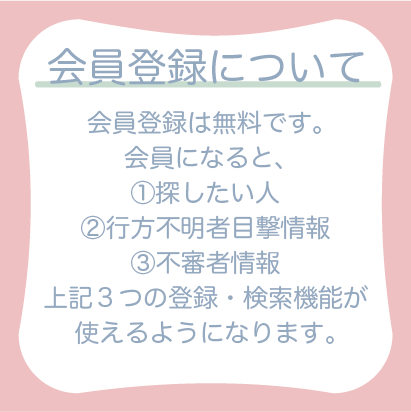 会員登録について
会員登録は無料です。
会員になると、
①探したい人
②行方不明者目撃情報
③不審者情報
上記３つの登録・検索機能が
使えるようになります。